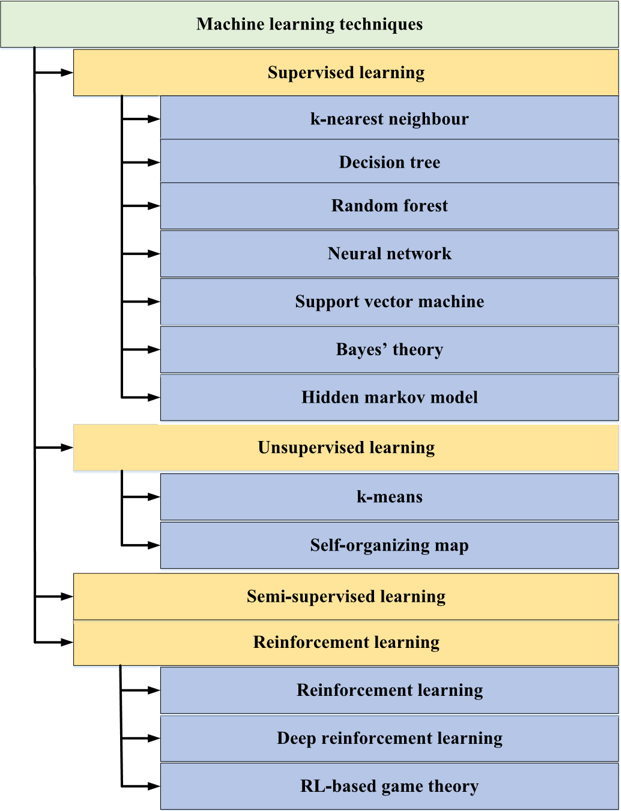 Machine learning techniques
Supervised learning
k-nearest neighbour
Decision tree
Random forest
Neural network
Support vector machine
Bayes’ theory
Hidden markov model
Unsupervised learning
k-means
Self-organizing map
Semi-supervised learning
Reinforcement learning
Reinforcement learning
Deep reinforcement learning
RL-based game theory